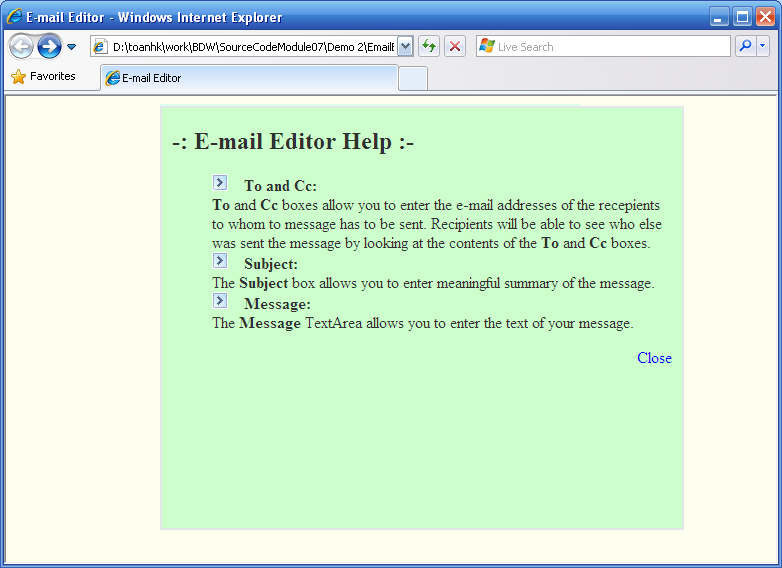 E-mail Editor - Windows Internet Explorer
D:\toanhk\work\BDW\SourceCodeModule07\Demo 2\Email
Live Search
Favorites
E-mail Editor
-: E-mail Editor Help :-
To and Cc:
To and Cc boxes allow you to enter the e-mail addresses of the recepients
to whom to message has to be sent. Recipients will be able to see who else
was sent the message by looking at the contents of the To and Cc boxes.
Subject:
The Subject box allows you to enter meaningful summary of the message.
Message:
The Message TextArea allows you to enter the text of your message.
Close